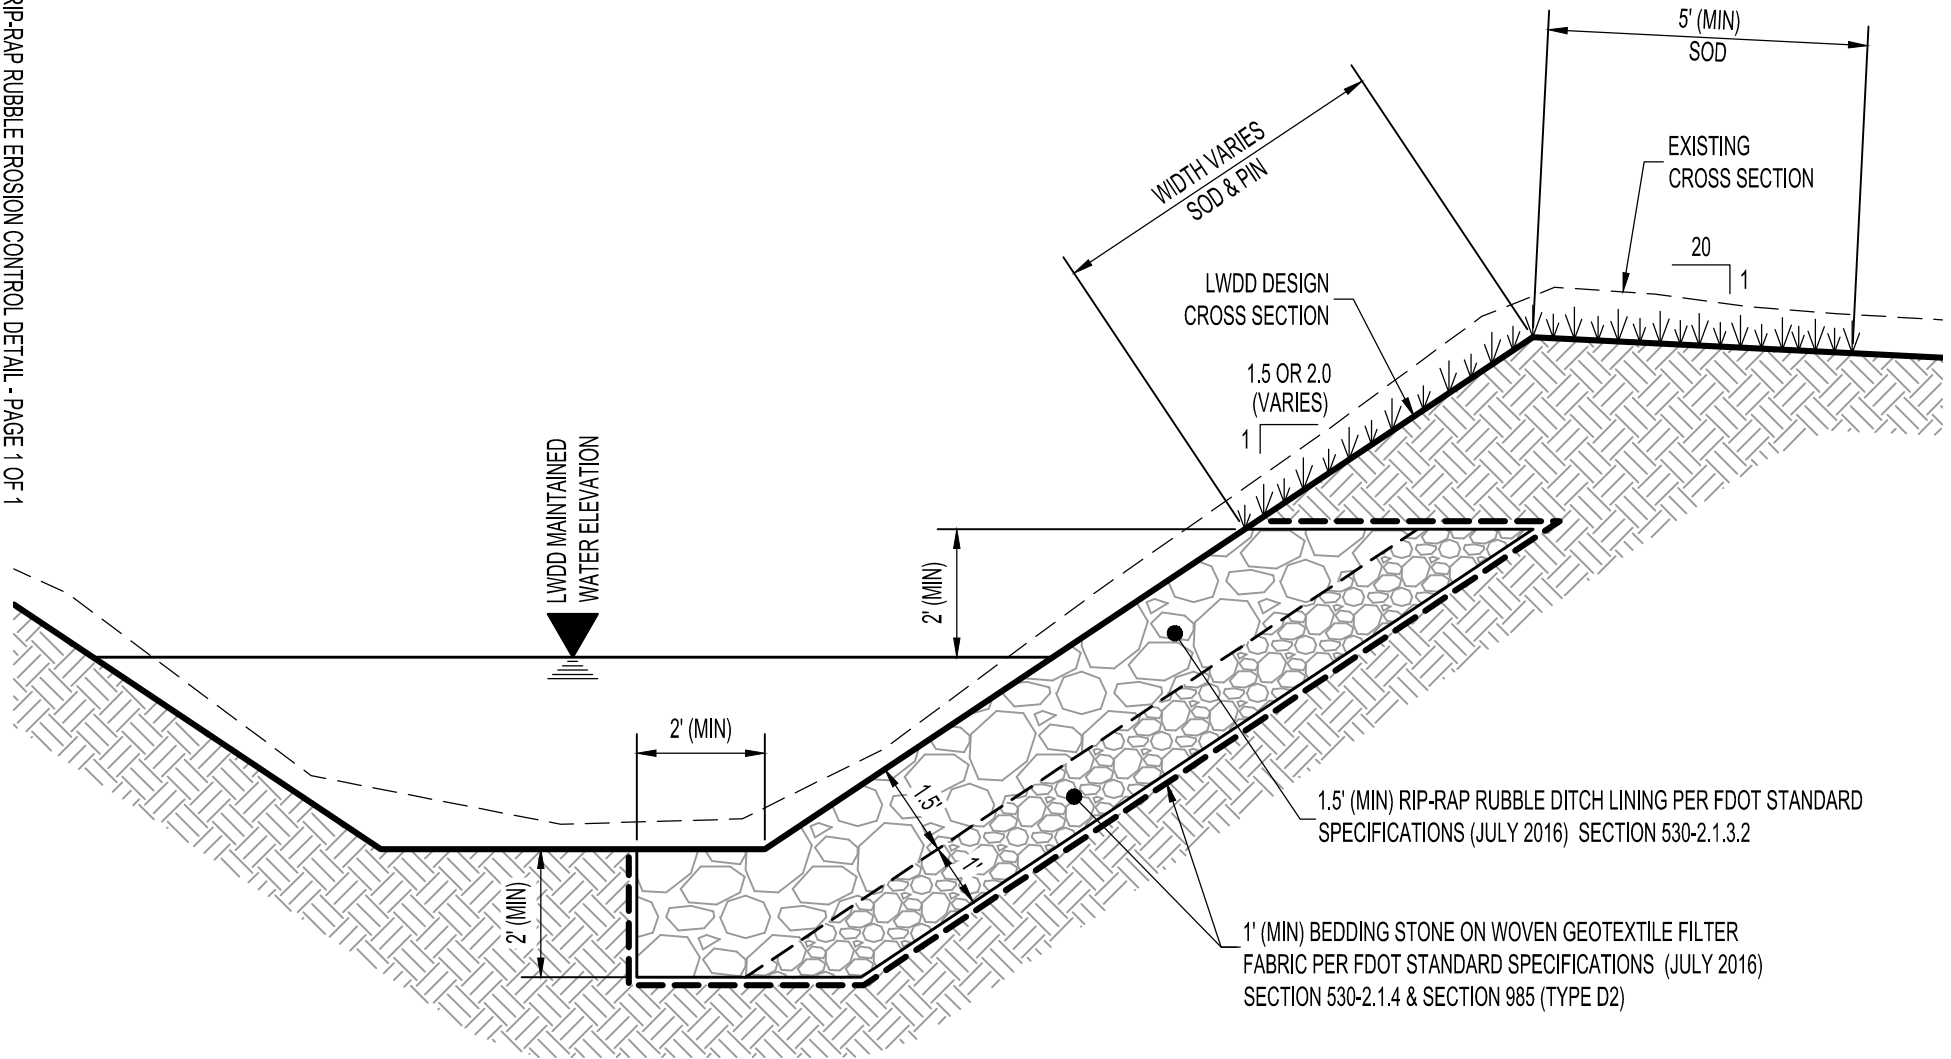 RIP-RAP RUBBLE EROSION CONTROL DETAIL - PAGE 1 OF 1
5' (MIN)
SOD
WIDTH VARIES
SOD & PIN
EXISTING
CROSS SECTION
20
1
LWDD DESIGN
CROSS SECTION
1.5 OR 2.0
(VARIES)
1
LWDD MAINTAINED
WATER ELEVATION
2' (MIN)
2' (MIN)
1.5'
1'
2' (MIN)
1.5' (MIN) RIP-RAP RUBBLE DITCH LINING PER FDOT STANDARD
SPECIFICATIONS (JULY 2016) SECTION 530-2.1.3.2
1' (MIN) BEDDING STONE ON WOVEN GEOTEXTILE FILTER
FABRIC PER FDOT STANDARD SPECIFICATIONS (JULY 2016)
SECTION 530-2.1.4 & SECTION 985 (TYPE D2)